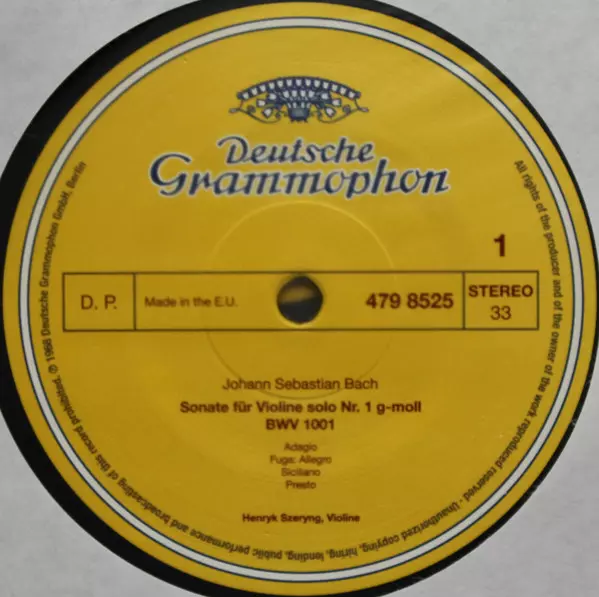 Deutsche
Grammophon
1
D. P.
Made in the E.U.
479 8525
STEREO
33
Johann Sebastian Bach
Sonate für Violine solo Nr. 1 g-moll
BWV 1001
Adagio
Fuga: Allegro
Siciliano
Presto
Henryk Szeryng, Violine
℗ 1968 Deutsche Grammophon GmbH, Berlin
All rights of the producer and of the owner of the work reproduced reserved - Unauthorized copying, hiring, lending, public performance and broadcasting of this record prohibited.